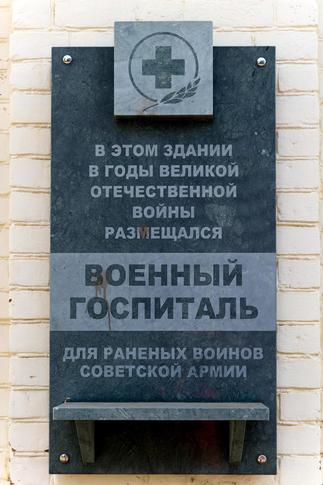 В ЭТОМ ЗДАНИИ
В ГОДЫ ВЕЛИКОЙ
ОТЕЧЕСТВЕННОЙ
ВОЙНЫ
РАЗМЕЩАЛСЯ
ВОЕННЫЙ
ГОСПИТАЛЬ
ДЛЯ РАНЕНЫХ ВОИНОВ
СОВЕТСКОЙ АРМИИ